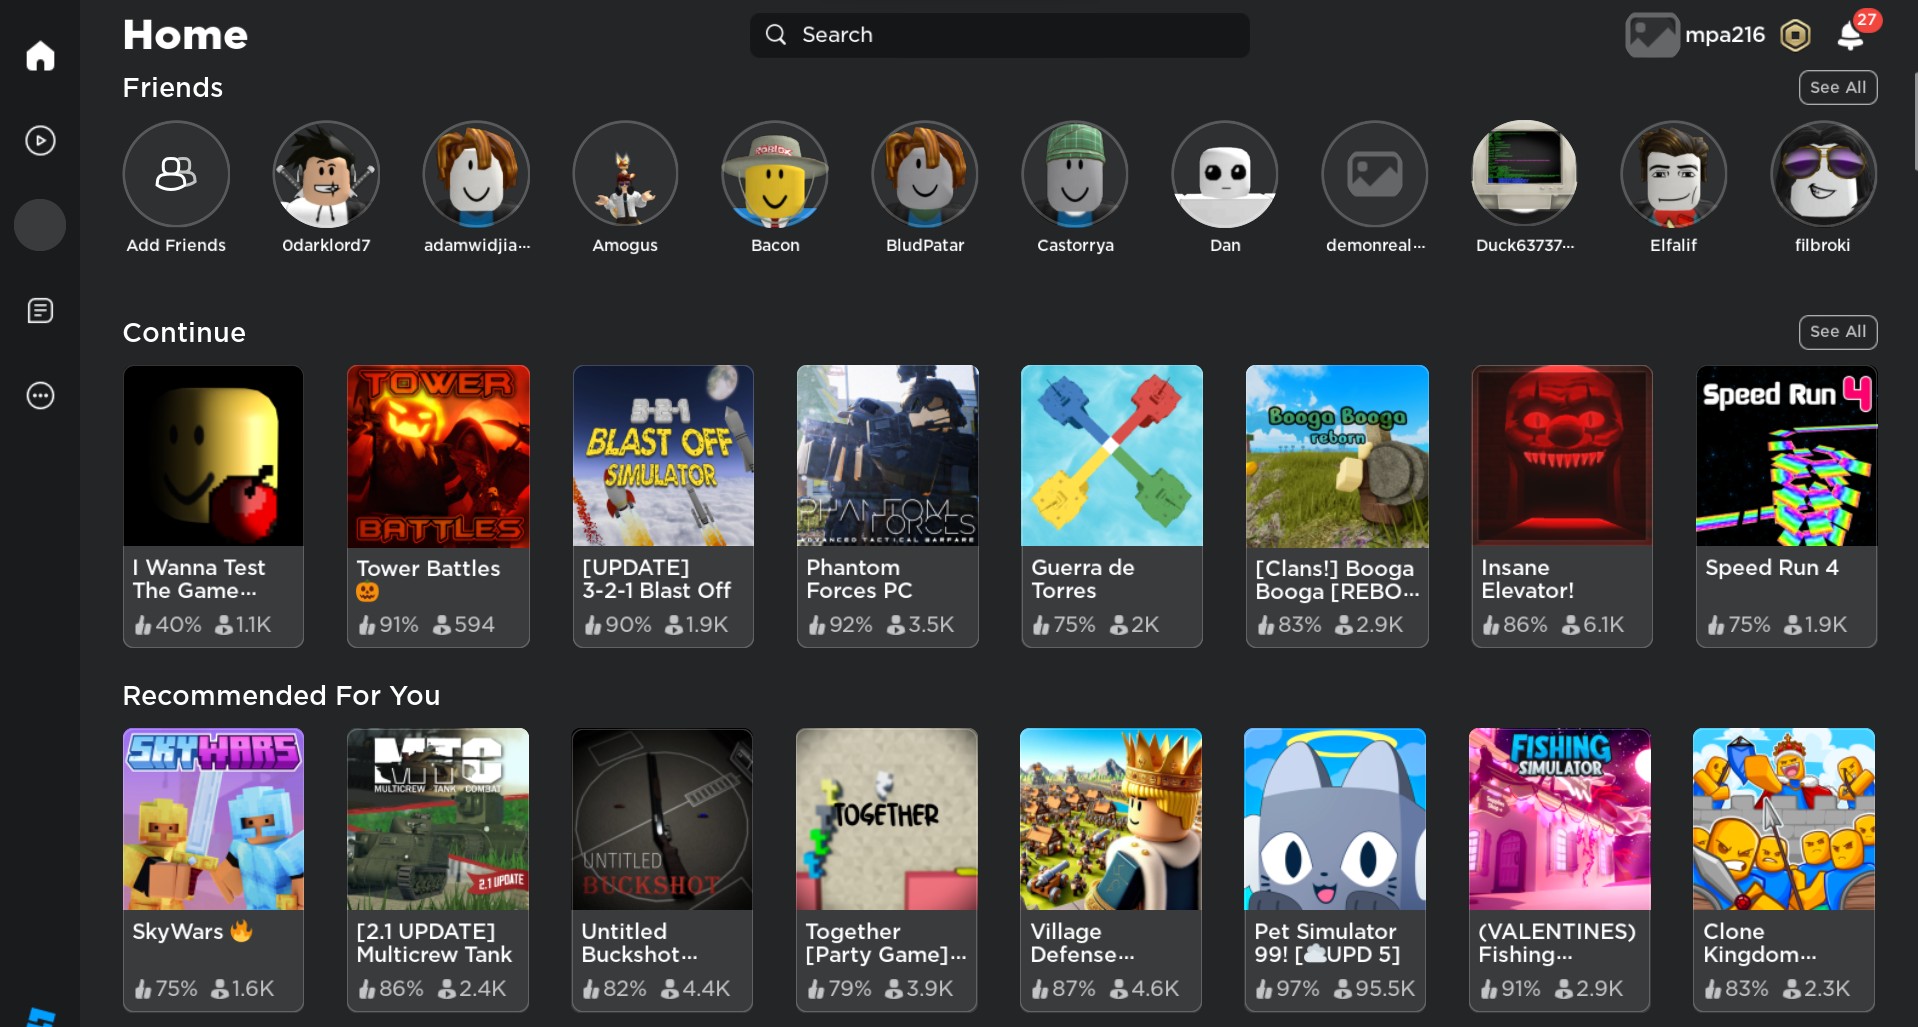 Home
Search
mpa216
27
Friends
See All
Add Friends
0darklord7
adamwidjia...
Amogus
Bacon
BludPatar
Castorrya
Dan
demonreal...
Duck63737...
Elfalif
filbroki
ROBLOX
Continue
See All
TOWER
BATTLES
3-2-1
BLAST OFF
SIMULATOR
PHANTOM
FORCES
ADVANCED TACTICAL WARFARE
Booga Booga
reborn
Speed Run 4
I Wanna Test
The Game...
40% 1.1K
Tower Battles
🎃
91% 594
[UPDATE]
3-2-1 Blast Off
90% 1.9K
Phantom
Forces PC
92% 3.5K
Guerra de
Torres
75% 2K
[Clans!] Booga
Booga [REBO...
83% 2.9K
Insane
Elevator!
86% 6.1K
Speed Run 4
75% 1.9K
Recommended For You
SKYWARS
MTC
MULTICREW TANK COMBAT
2.1 UPDATE
UNTITLED
BUCKSHOT
TOGETHER
FISHING
SIMULATOR
SkyWars 🔥
75% 1.6K
[2.1 UPDATE]
Multicrew Tank
86% 2.4K
Untitled
Buckshot...
82% 4.4K
Together
[Party Game]...
79% 3.9K
Village
Defense...
87% 4.6K
Pet Simulator
99! [☁️UPD 5]
97% 95.5K
(VALENTINES)
Fishing...
91% 2.9K
Clone
Kingdom...
83% 2.3K